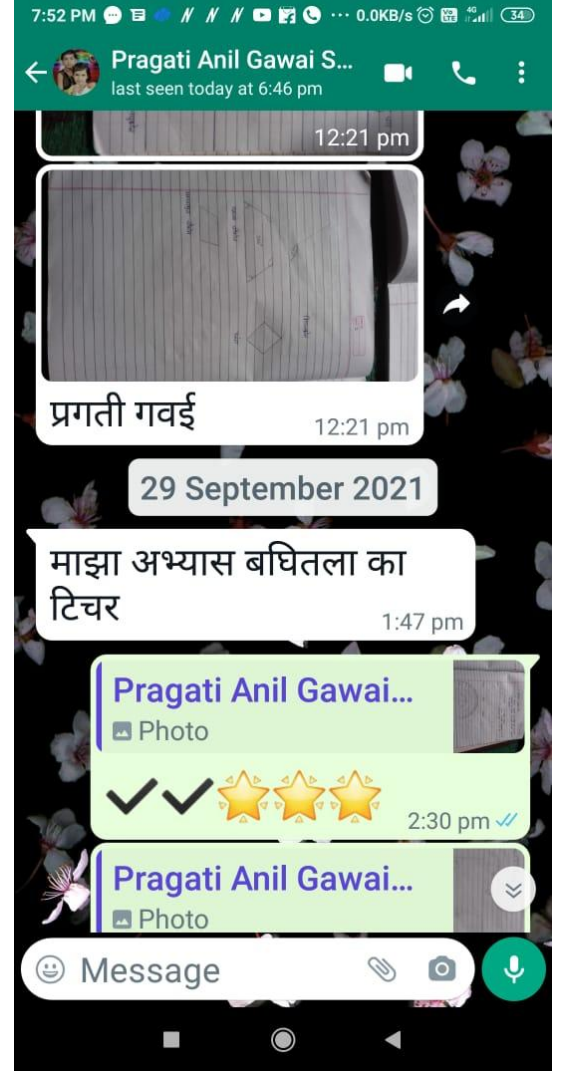 7:52 PM 0.0KB/s 4G 34
Pragati Anil Gawai S...
last seen today at 6:46 pm
12:21 pm
प्रगती गवई
12:21 pm
29 September 2021
माझा अभ्यास बघितला का
टिचर
1:47 pm
Pragati Anil Gawai...
Photo
2:30 pm
Pragati Anil Gawai...
Photo
Message